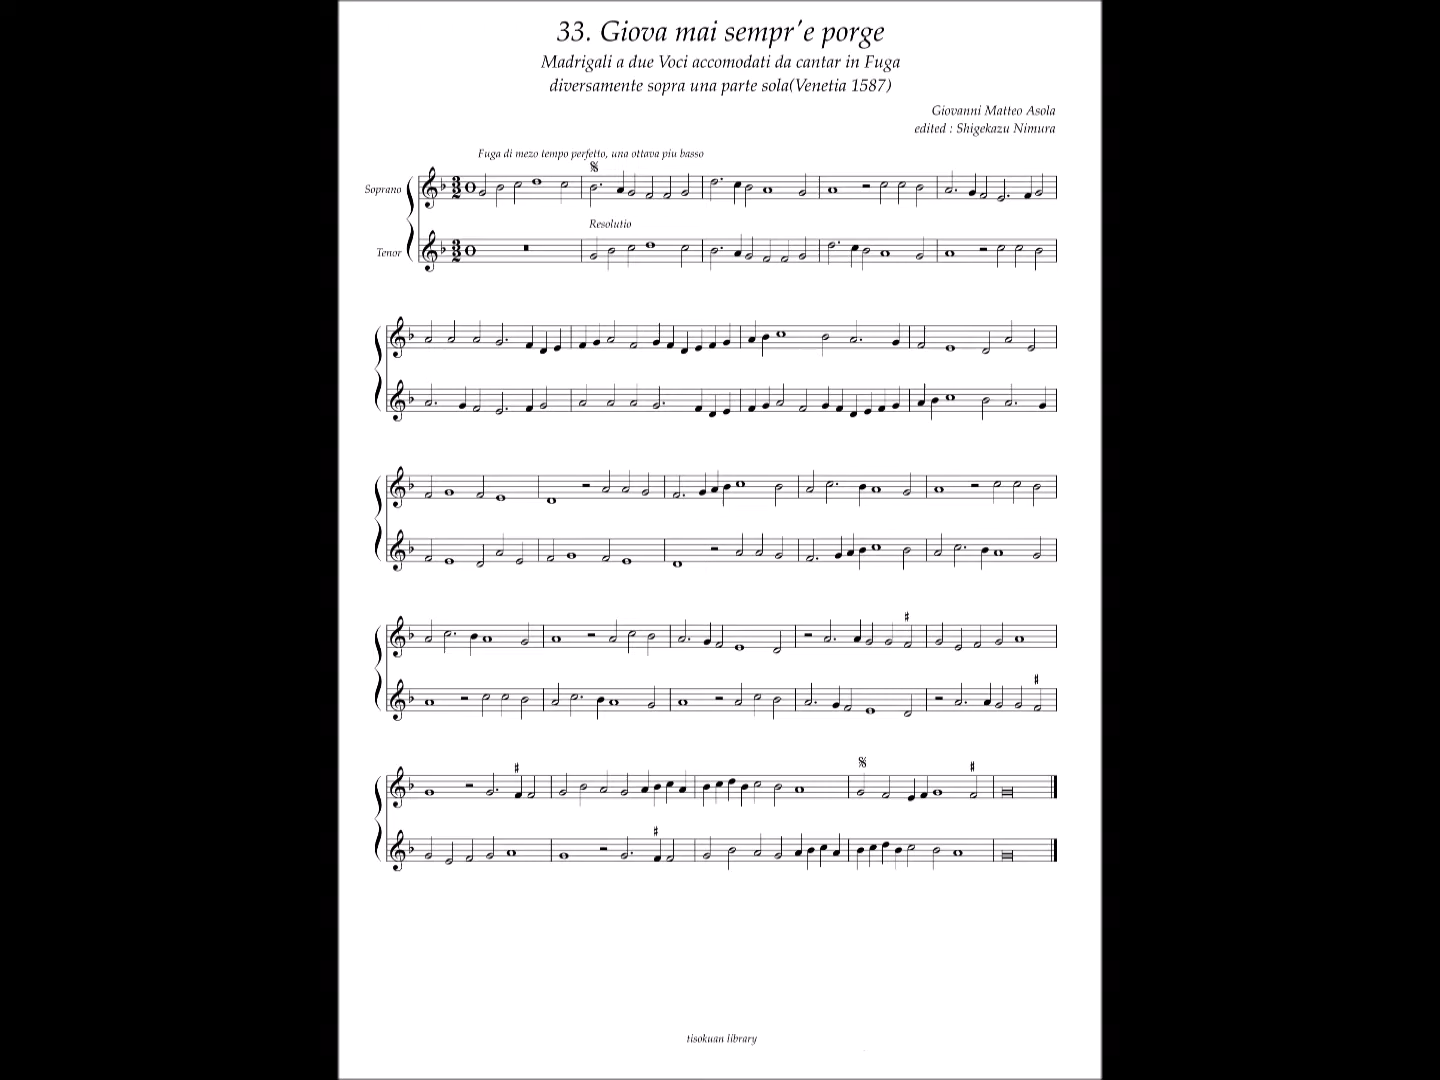 33. Giova mai sempr'e porge
Madrigali a due Voci accomodati da cantar in Fuga
diversamente sopra una parte sola(Venetia 1587)
Giovanni Matteo Asola
edited : Shigekazu Nimura
Fuga di mezo tempo perfetto, una ottava piu basso
Soprano
Resolutio
Tenor
tisokuan library